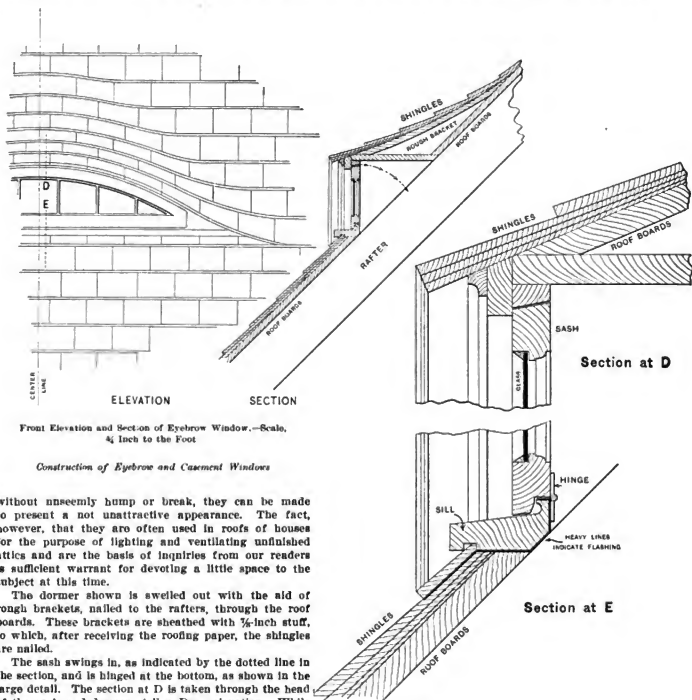 D
E
CENTER
LINE
ELEVATION
SHINGLES
ROUGH BRACKET
ROOF BOARDS
RAFTER
ROOF BOARDS
SECTION
Front Elevation and Section of Eyebrow Window.—Scale,
¾ Inch to the Foot
Construction of Eyebrow and Casement Windows
SHINGLES
ROOF BOARDS
SASH
GLASS
Section at D
HINGE
SILL
HEAVY LINES
INDICATE FLASHING
SHINGLES
ROOF BOARDS
Section at E
without unseemly hump or break, they can be made
o present a not unattractive appearance. The fact,
however, that they are often used in roofs of houses
or the purpose of lighting and ventilating unfinished
attics and are the basis of inquiries from our readers
s sufficient warrant for devoting a little space to the
ubject at this time.
The dormer shown is swelled out with the aid of
rough brackets, nailed to the rafters, through the roof
boards. These brackets are sheathed with ⅞-inch stuff,
o which, after receiving the roofing paper, the shingles
re nailed.
The sash swings in, as indicated by the dotted line in
he section, and is hinged at the bottom, as shown in the
arge detail. The section at D is taken through the head